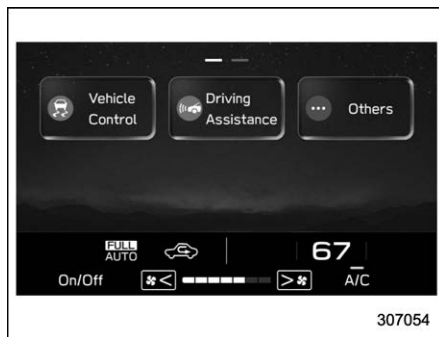 Vehicle
Control
Driving
Assistance
Others
FULL
AUTO
67
On/Off
<
>
A/C
307054